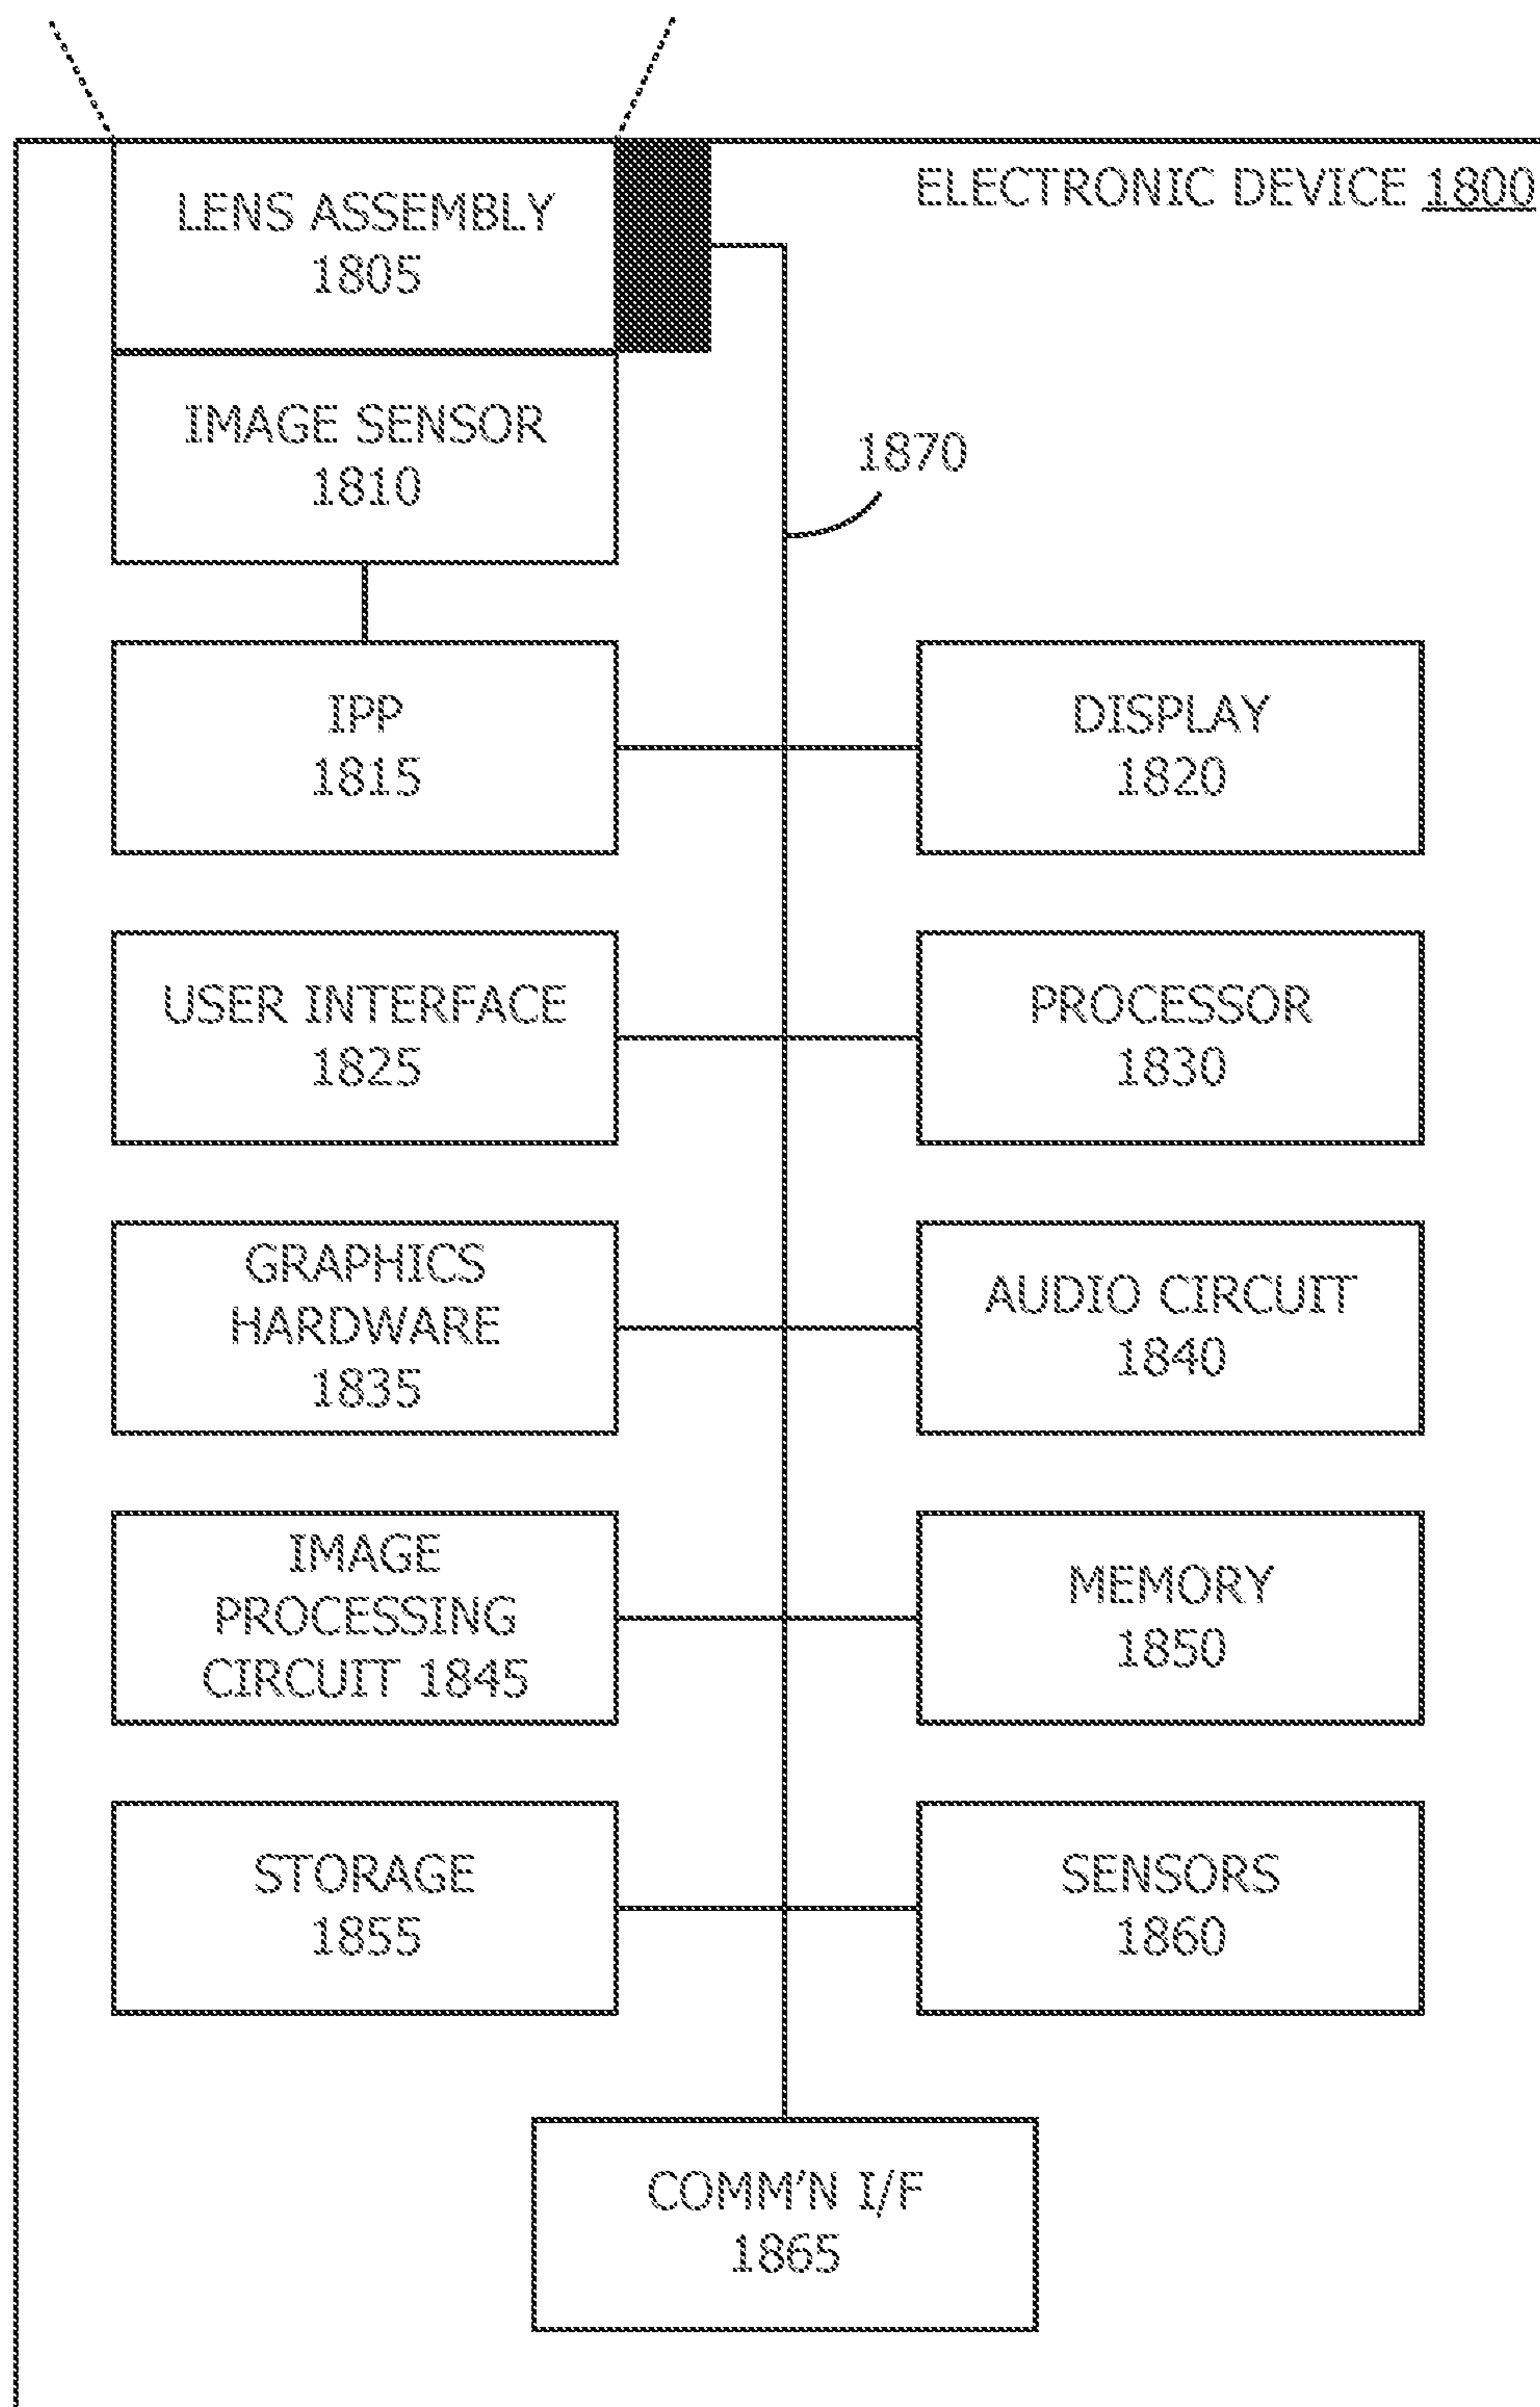 ELECTRONIC DEVICE 1800
LENS ASSEMBLY
1805
IMAGE SENSOR
1810
1870
IPP
1815
DISPLAY
1820
USER INTERFACE
1825
PROCESSOR
1830
GRAPHICS
HARDWARE
1835
AUDIO CIRCUIT
1840
IMAGE
PROCESSING
CIRCUIT 1845
MEMORY
1850
STORAGE
1855
SENSORS
1860
COMM'N I/F
1865